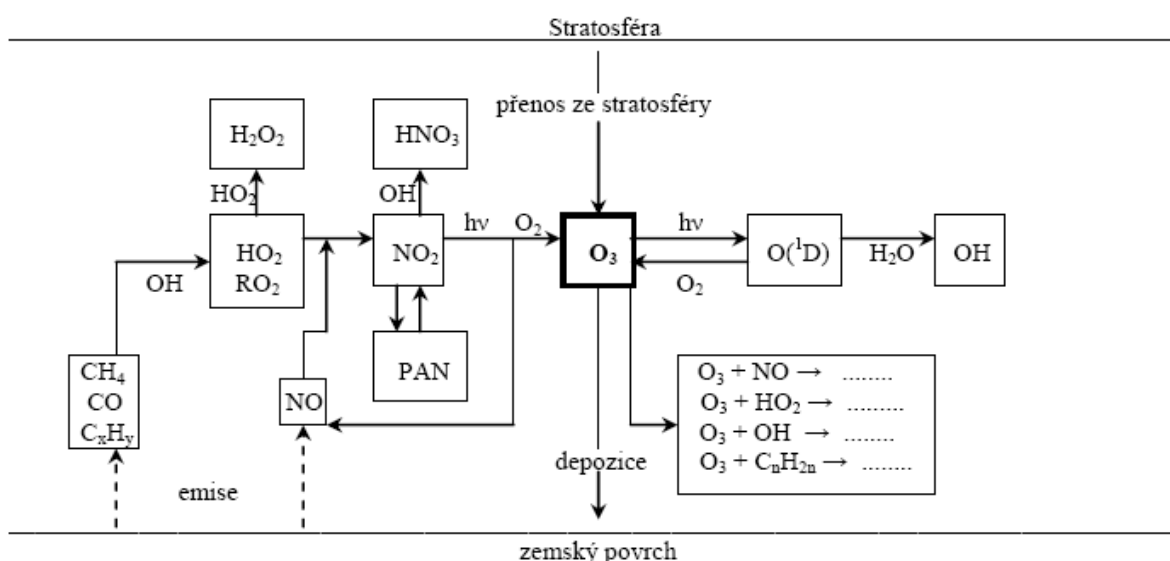 Stratosféra
přenos ze stratosféry
H₂O₂
HNO₃
HO₂
OH
hν
O₂
hν
HO₂
RO₂
NO₂
O₃
O(¹D)
H₂O
OH
OH
O₂
CH₄
CO
CₓHᵧ
NO
PAN
O₃ + NO → ........
O₃ + HO₂ → ........
O₃ + OH → ........
O₃ + CₙH₂ₙ → ........
depozice
emise
zemský povrch